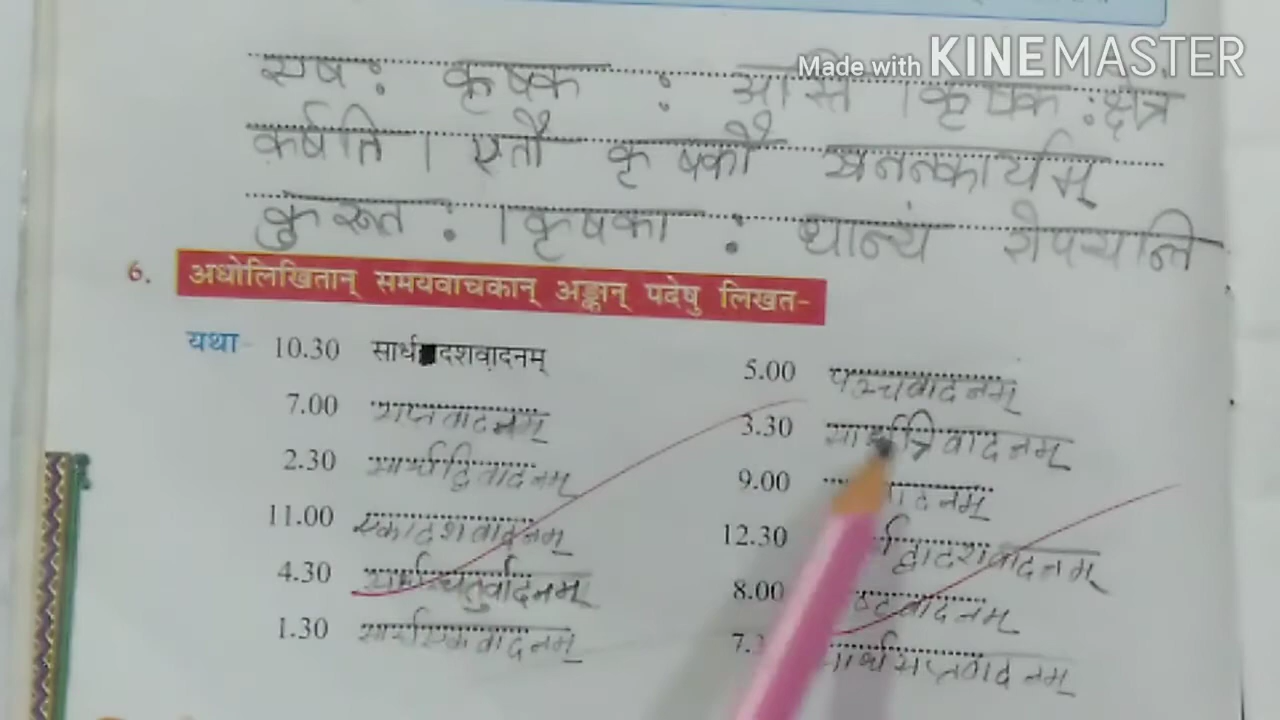 Made with KINEMASTER
एष: कृषक : अस्ति । कृषक : क्षेत्रं
कर्षति । एतौ कृषकौ खननकार्यम्
कुरुत : । कृषका : धान्यं रोपयन्ति
6. अधोलिखितान् समयवाचकान् अङ्कान् पदेषु लिखत-
यथा 10.30 सार्ध दशवादनम् 5.00 पञ्चवादनम्
7.00 सप्तवादनम् 3.30 सार्धत्रिवादनम्
2.30 सार्धद्विवादनम् 9.00
11.00 एकादशवादनम् 12.30
4.30 सार्धचतुर्वादनम् 8.00
1.30 सार्धएकवादनम् सार्धसप्तवादनम्